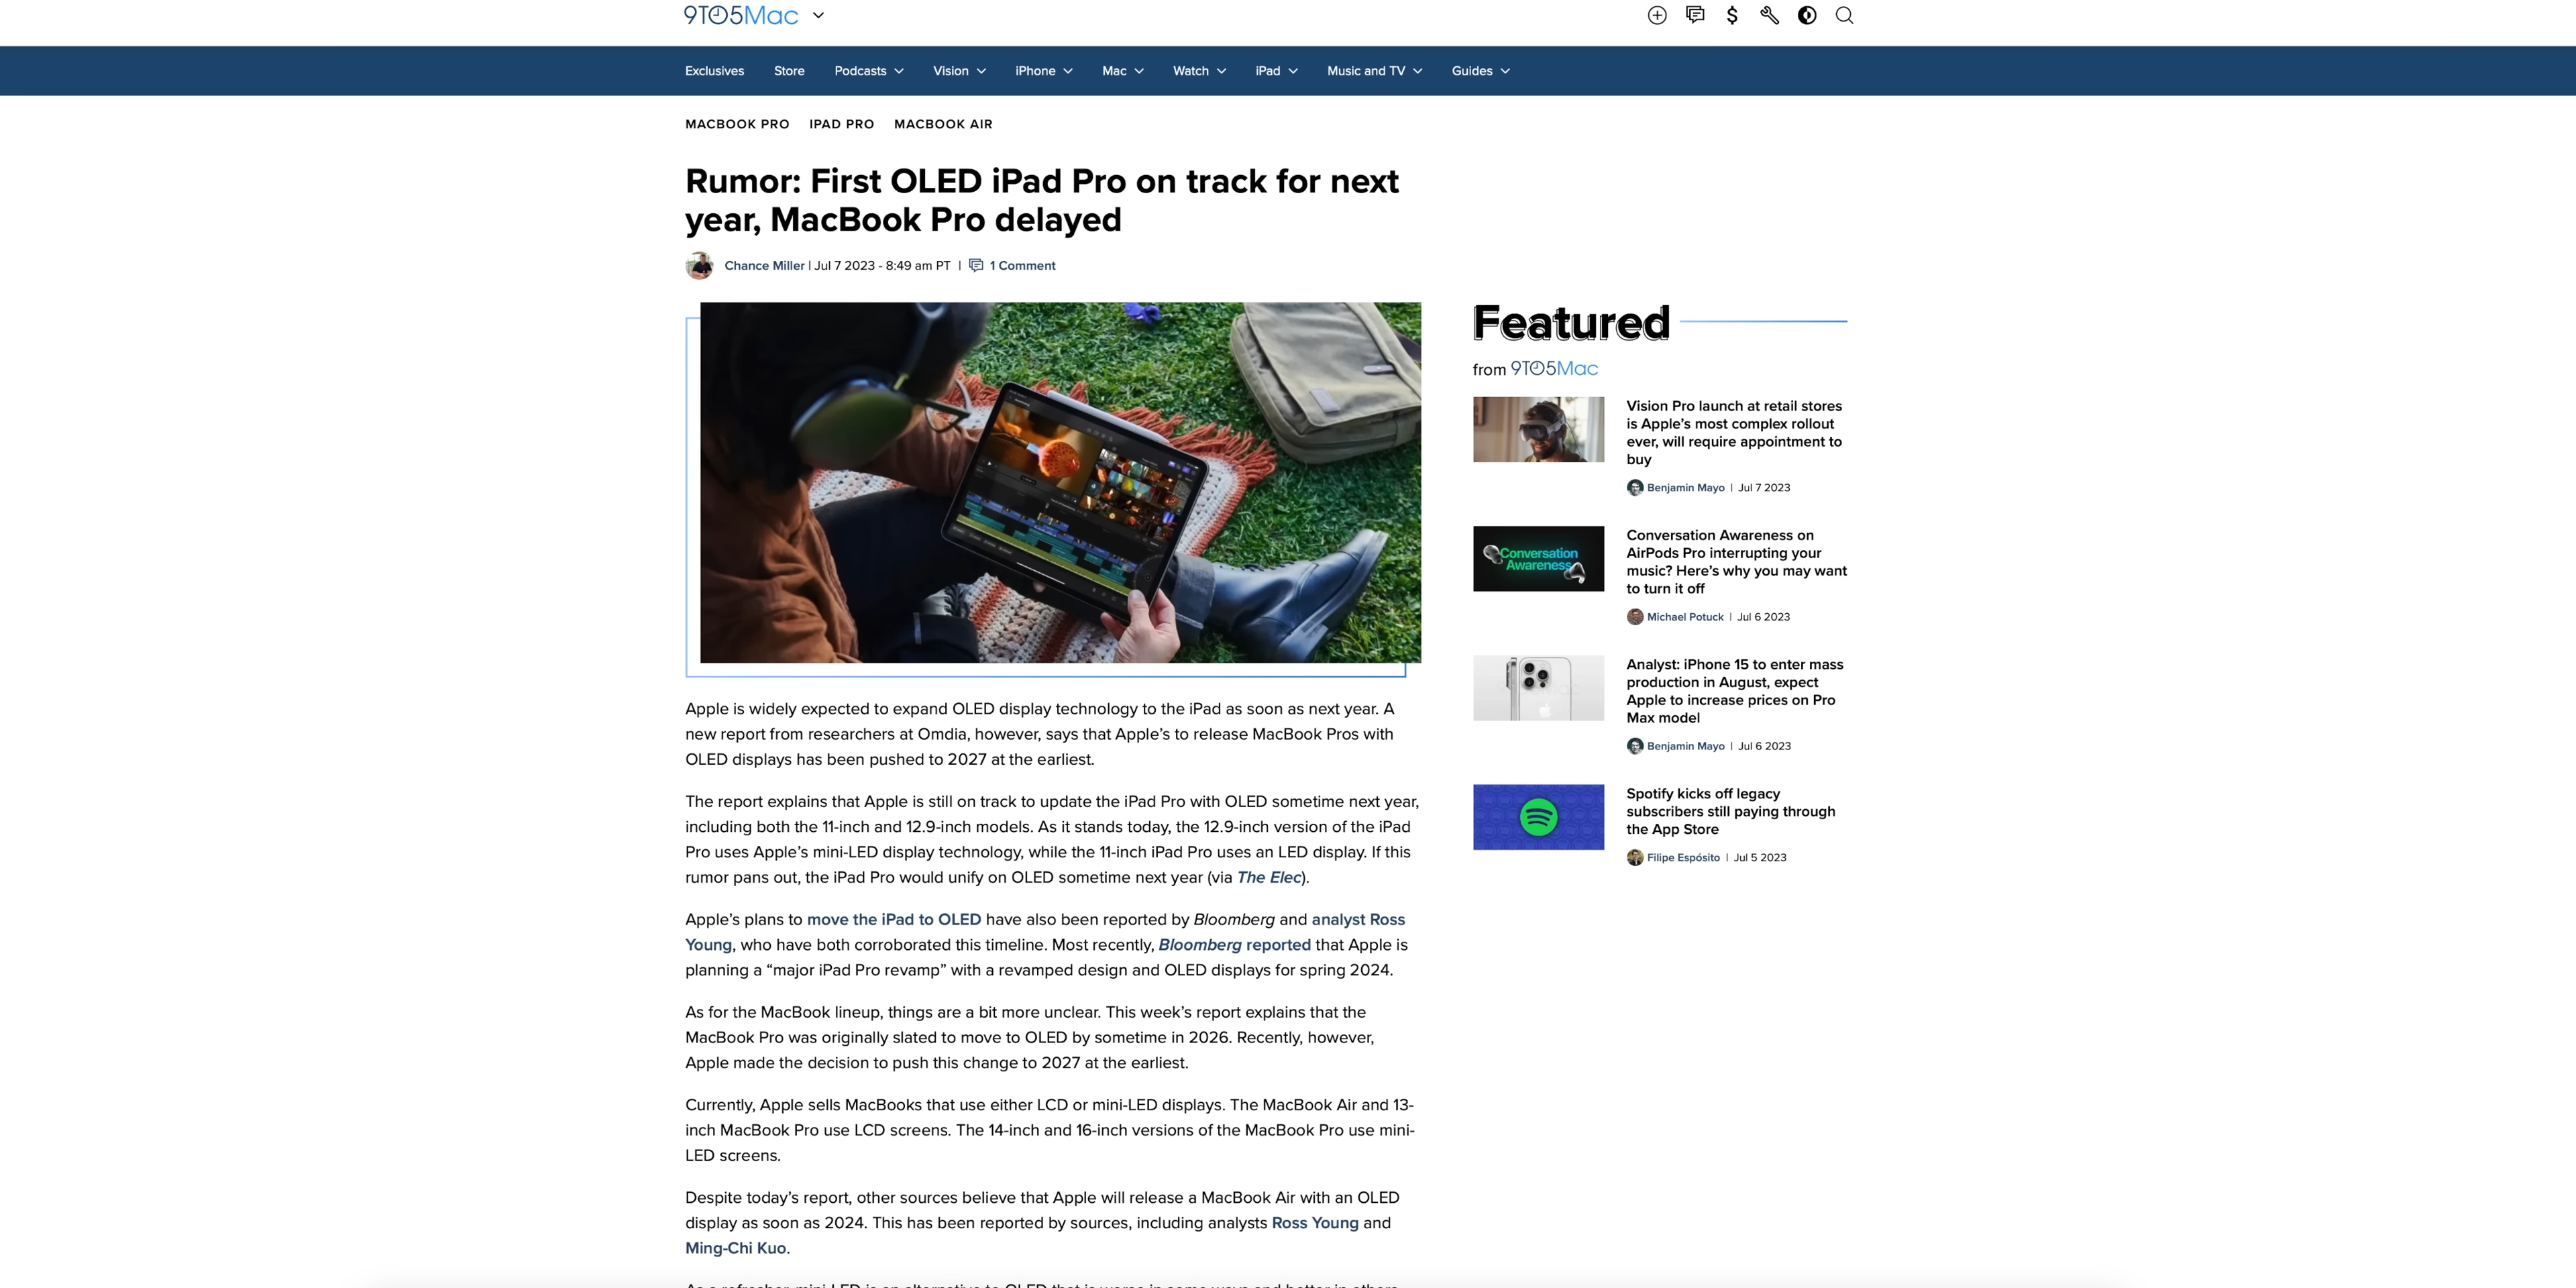 9TO5Mac
Exclusives Store Podcasts Vision iPhone Mac Watch iPad Music and TV Guides
MACBOOK PRO IPAD PRO MACBOOK AIR
Rumor: First OLED iPad Pro on track for next
year, MacBook Pro delayed
Chance Miller | Jul 7 2023 - 8:49 am PT | 1 Comment
Apple is widely expected to expand OLED display technology to the iPad as soon as next year. A
new report from researchers at Omdia, however, says that Apple's to release MacBook Pros with
OLED displays has been pushed to 2027 at the earliest.
The report explains that Apple is still on track to update the iPad Pro with OLED sometime next year,
including both the 11-inch and 12.9-inch models. As it stands today, the 12.9-inch version of the iPad
Pro uses Apple's mini-LED display technology, while the 11-inch iPad Pro uses an LED display. If this
rumor pans out, the iPad Pro would unify on OLED sometime next year (via The Elec).
Apple's plans to move the iPad to OLED have also been reported by Bloomberg and analyst Ross
Young, who have both corroborated this timeline. Most recently, Bloomberg reported that Apple is
planning a “major iPad Pro revamp” with a revamped design and OLED displays for spring 2024.
As for the MacBook lineup, things are a bit more unclear. This week's report explains that the
MacBook Pro was originally slated to move to OLED by sometime in 2026. Recently, however,
Apple made the decision to push this change to 2027 at the earliest.
Currently, Apple sells MacBooks that use either LCD or mini-LED displays. The MacBook Air and 13-
inch MacBook Pro use LCD screens. The 14-inch and 16-inch versions of the MacBook Pro use mini-
LED screens.
Despite today's report, other sources believe that Apple will release a MacBook Air with an OLED
display as soon as 2024. This has been reported by sources, including analysts Ross Young and
Ming-Chi Kuo.
Featured
from 9TO5Mac
Vision Pro launch at retail stores
is Apple's most complex rollout
ever, will require appointment to
buy
Benjamin Mayo | Jul 7 2023
Conversation
Awareness
Conversation Awareness on
AirPods Pro interrupting your
music? Here's why you may want
to turn it off
Michael Potuck | Jul 6 2023
Analyst: iPhone 15 to enter mass
production in August, expect
Apple to increase prices on Pro
Max model
Benjamin Mayo | Jul 6 2023
Spotify kicks off legacy
subscribers still paying through
the App Store
Filipe Espósito | Jul 5 2023